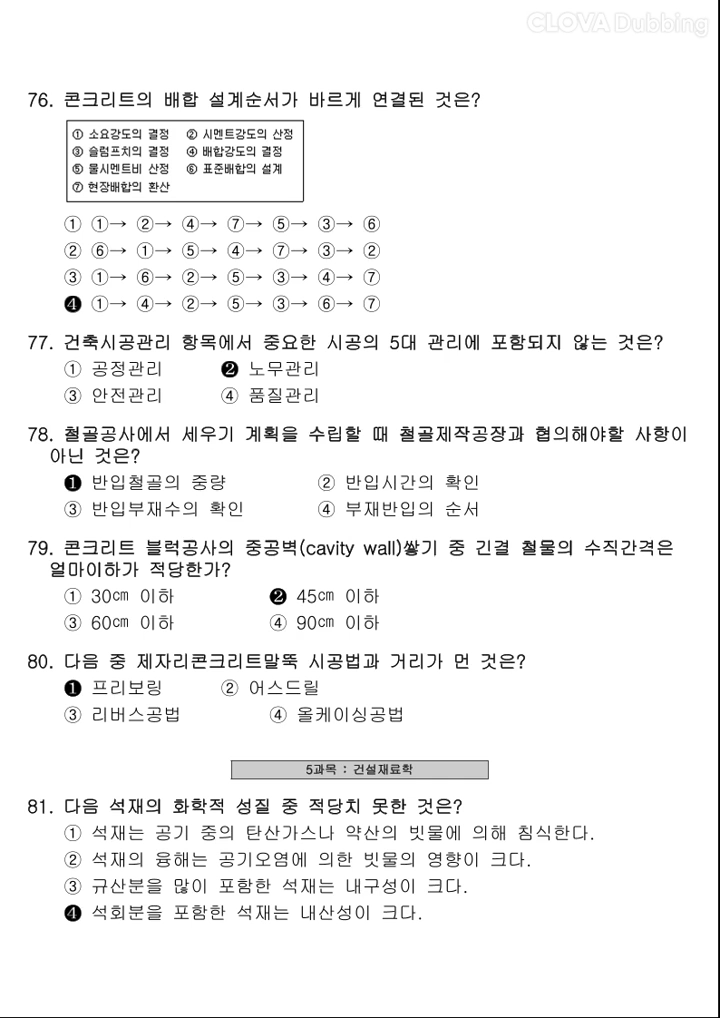 CLOVA Dubbing
76. 콘크리트의 배합 설계순서가 바르게 연결된 것은?
① 소요강도의 결정 ② 시멘트강도의 산정
③ 슬럼프치의 결정 ④ 배합강도의 결정
⑤ 물시멘트비 산정 ⑥ 표준배합의 설계
⑦ 현장배합의 환산
① ①→ ②→ ④→ ⑦→ ⑤→ ③→ ⑥
② ⑥→ ①→ ⑤→ ④→ ⑦→ ③→ ②
③ ①→ ⑥→ ②→ ⑤→ ③→ ④→ ⑦
❹ ①→ ④→ ②→ ⑤→ ③→ ⑥→ ⑦
77. 건축시공관리 항목에서 중요한 시공의 5대 관리에 포함되지 않는 것은?
① 공정관리 ❷ 노무관리
③ 안전관리 ④ 품질관리
78. 철골공사에서 세우기 계획을 수립할 때 철골제작공장과 협의해야할 사항이
아닌 것은?
❶ 반입철골의 중량 ② 반입시간의 확인
③ 반입부재수의 확인 ④ 부재반입의 순서
79. 콘크리트 블럭공사의 중공벽(cavity wall)쌓기 중 긴결 철물의 수직간격은
얼마이하가 적당한가?
① 30㎝ 이하 ❷ 45㎝ 이하
③ 60㎝ 이하 ④ 90㎝ 이하
80. 다음 중 제자리콘크리트말뚝 시공법과 거리가 먼 것은?
❶ 프리보링 ② 어스드릴
③ 리버스공법 ④ 올케이싱공법
5과목 : 건설재료학
81. 다음 석재의 화학적 성질 중 적당치 못한 것은?
① 석재는 공기 중의 탄산가스나 약산의 빗물에 의해 침식한다.
② 석재의 융해는 공기오염에 의한 빗물의 영향이 크다.
③ 규산분을 많이 포함한 석재는 내구성이 크다.
❹ 석회분을 포함한 석재는 내산성이 크다.